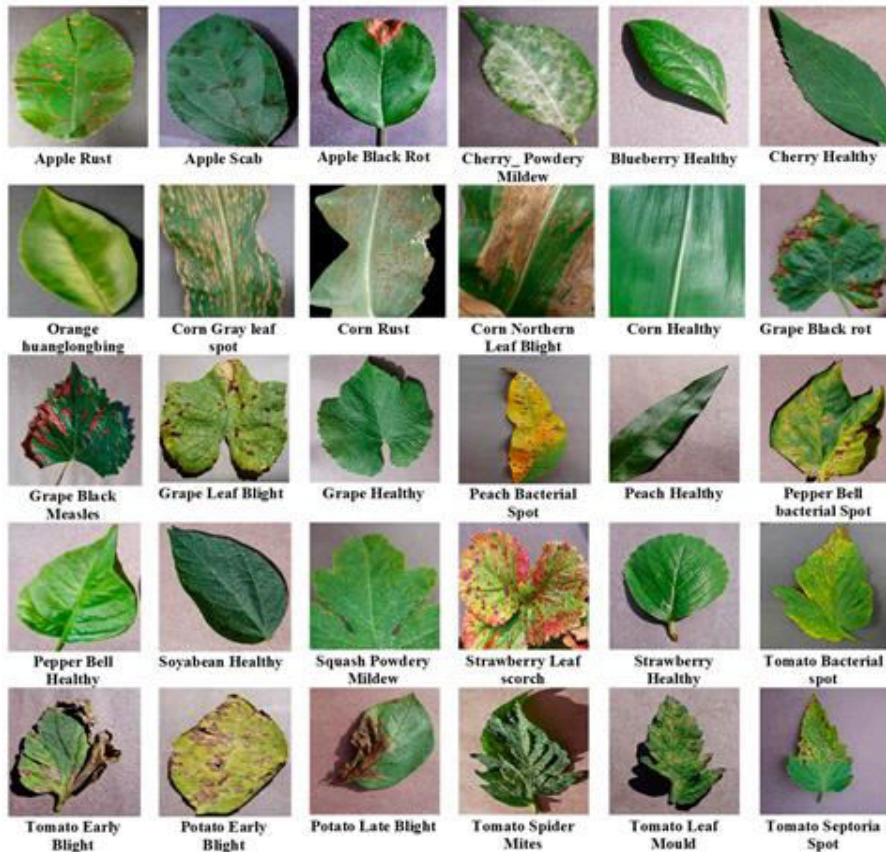 Apple Rust
Apple Scab
Apple Black Rot
Cherry_ Powdery
Mildew
Blueberry Healthy
Cherry Healthy
Orange
huanglongbing
Corn Gray leaf
spot
Corn Rust
Corn Northern
Leaf Blight
Corn Healthy
Grape Black rot
Grape Black
Measles
Grape Leaf Blight
Grape Healthy
Peach Bacterial
Spot
Peach Healthy
Pepper Bell
bacterial Spot
Pepper Bell
Healthy
Soyabean Healthy
Squash Powdery
Mildew
Strawberry Leaf
scorch
Strawberry
Healthy
Tomato Bacterial
spot
Tomato Early
Blight
Potato Early
Blight
Potato Late Blight
Tomato Spider
Mites
Tomato Leaf
Mould
Tomato Septoria
Spot